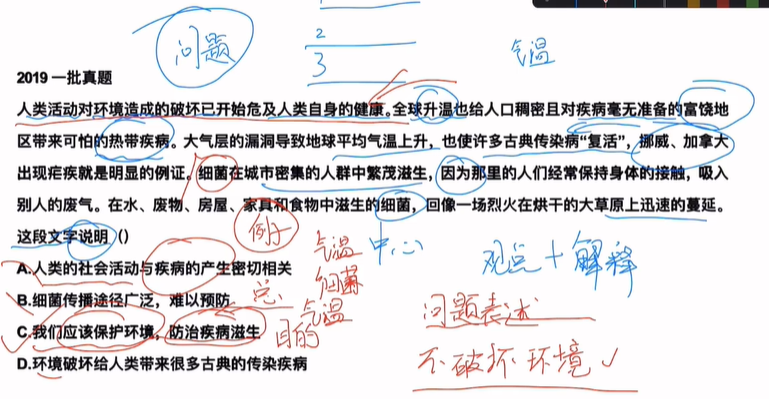 问题
2
3
气温
2019 一批真题
人类活动对环境造成的破坏已开始危及人类自身的健康。全球升温也给人口稠密且对疾病毫无准备的富饶地
区带来可怕的热带疾病。大气层的漏洞导致地球平均气温上升，也使许多古典传染病“复活”，挪威、加拿大
出现疟疾就是明显的例证。细菌在城市密集的人群中繁茂滋生，因为那里的人们经常保持身体的接触，吸入
别人的废气。在水、废物、房屋、家具和食物中滋生的细菌，回像一场烈火在烘干的大草原上迅速的蔓延。
这段文字说明（）
例子
气温
中心
观点+解释
A.人类的社会活动与疾病的产生密切相关
细菌
B.细菌传播途径广泛，难以预防
总
气温
问题表述
C.我们应该保护环境，防治疾病滋生
目的
不破坏环境✓
D.环境破坏给人类带来很多古典的传染疾病